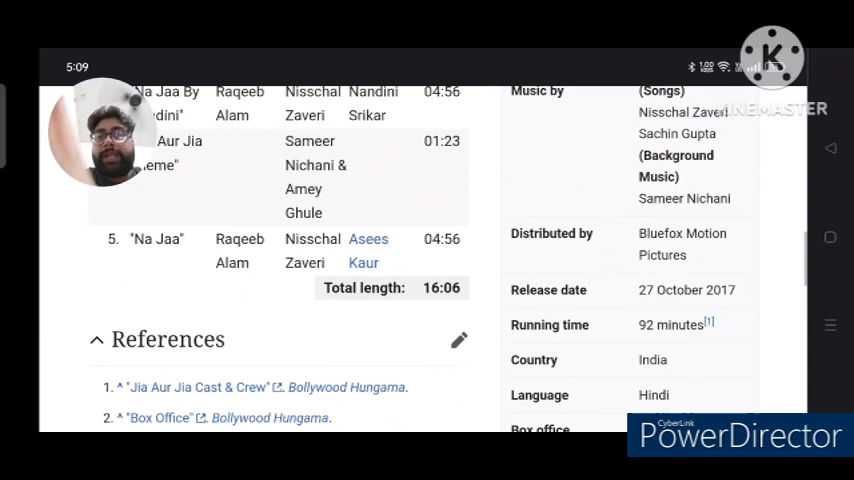 5:09
1.00
KINEMASTER
"Na Jaa By Raqeeb Nisschal Nandini 04:56
Alam Zaveri Srikar
Aur Jia Sameer 01:23
Nichani &
Amey
Ghule
5. "Na Jaa" Raqeeb Nisschal Asees 04:56
Alam Zaveri Kaur
Total length: 16:06
References
1. ^ "Jia Aur Jia Cast & Crew". Bollywood Hungama.
2. ^ "Box Office". Bollywood Hungama.
Music by (Songs)
Nisschal Zaveri
Sachin Gupta
(Background
Music)
Sameer Nichani
Distributed by Bluefox Motion
Pictures
Release date 27 October 2017
Running time 92 minutes[1]
Country India
Language Hindi
Box office
CyberLink
PowerDirector